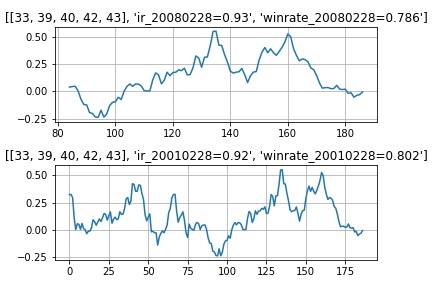 [[33, 39, 40, 42, 43], 'ir_20080228=0.93', 'winrate_20080228=0.786']
0.50
0.25
0.00
−0.25
80 100 120 140 160 180
[[33, 39, 40, 42, 43], 'ir_20010228=0.92', 'winrate_20010228=0.802']
0.50
0.25
0.00
−0.25
0 25 50 75 100 125 150 175